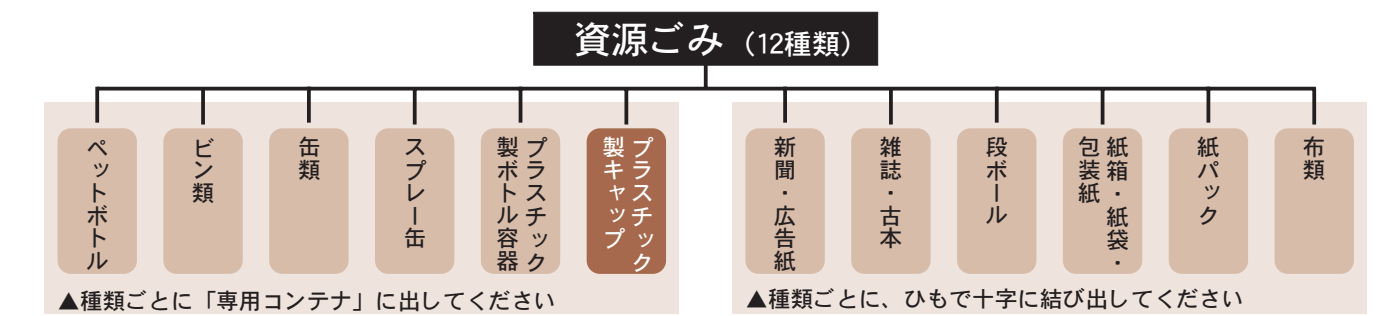 資源ごみ(12種類)
ペットボトル
ビン類
缶類
スプレー缶
プラスチック
製ボトル容器
プラスチック
製キャップ
新聞・広告紙
雑誌・古本
段ボール
紙箱・紙袋・
包装紙
紙パック
布類
▲種類ごとに「専用コンテナ」に出してください
▲種類ごとに、ひもで十字に結び出してください